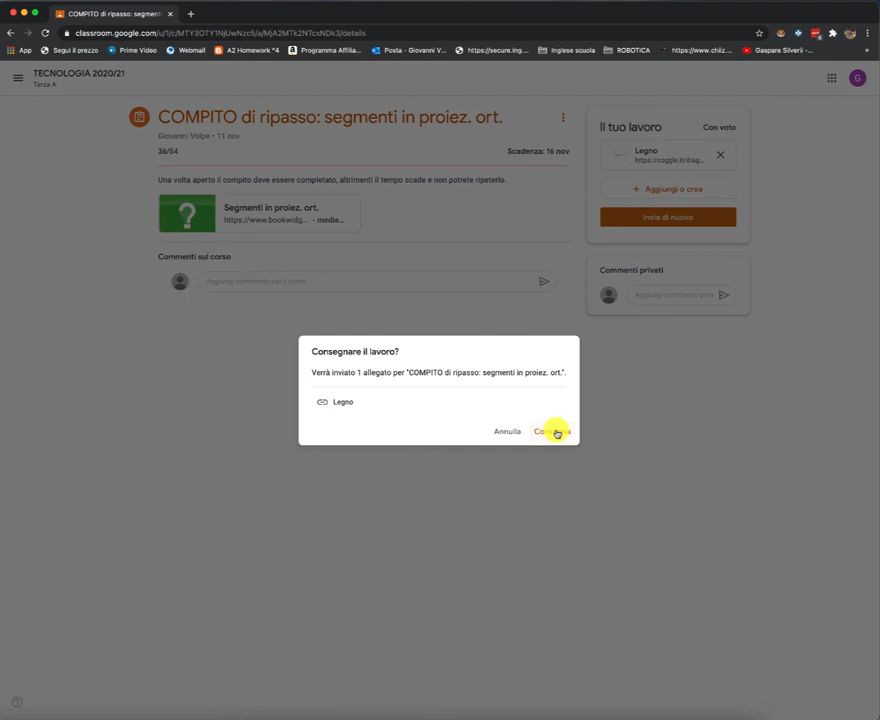 COMPITO di ripasso: segmenti
classroom.google.com/u/1/c/MTY3OTY1NjUwNzc5/a/MjA2MTk2NTcxNDk3/details
App
Segui il prezzo
Prime Video
Webmail
A2 Homework *4
Programma Affilia...
Posta - Giovanni V...
https://secure.ing....
Inglese scuola
ROBOTICA
https://www.chiiz....
Gaspare Silverii -...
»
TECNOLOGIA 2020/21
Terza A
G
COMPITO di ripasso: segmenti in proiez. ort.
Giovanni Volpe • 11 nov
36/54
Scadenza: 16 nov
Una volta aperto il compito deve essere completato, altrimenti il tempo scade e non potrete ripeterlo.
?
Segmenti in proiez. ort.
https://www.bookwidg... - media...
Commenti sul corso
Aggiungi commento per il corso...
Il tuo lavoro
Con voto
Legno
https://coggle.it/diag...
+ Aggiungi o crea
Invia di nuovo
Commenti privati
Aggiungi commento priva
Consegnare il lavoro?
Verrà inviato 1 allegato per "COMPITO di ripasso: segmenti in proiez. ort.".
Legno
Annulla